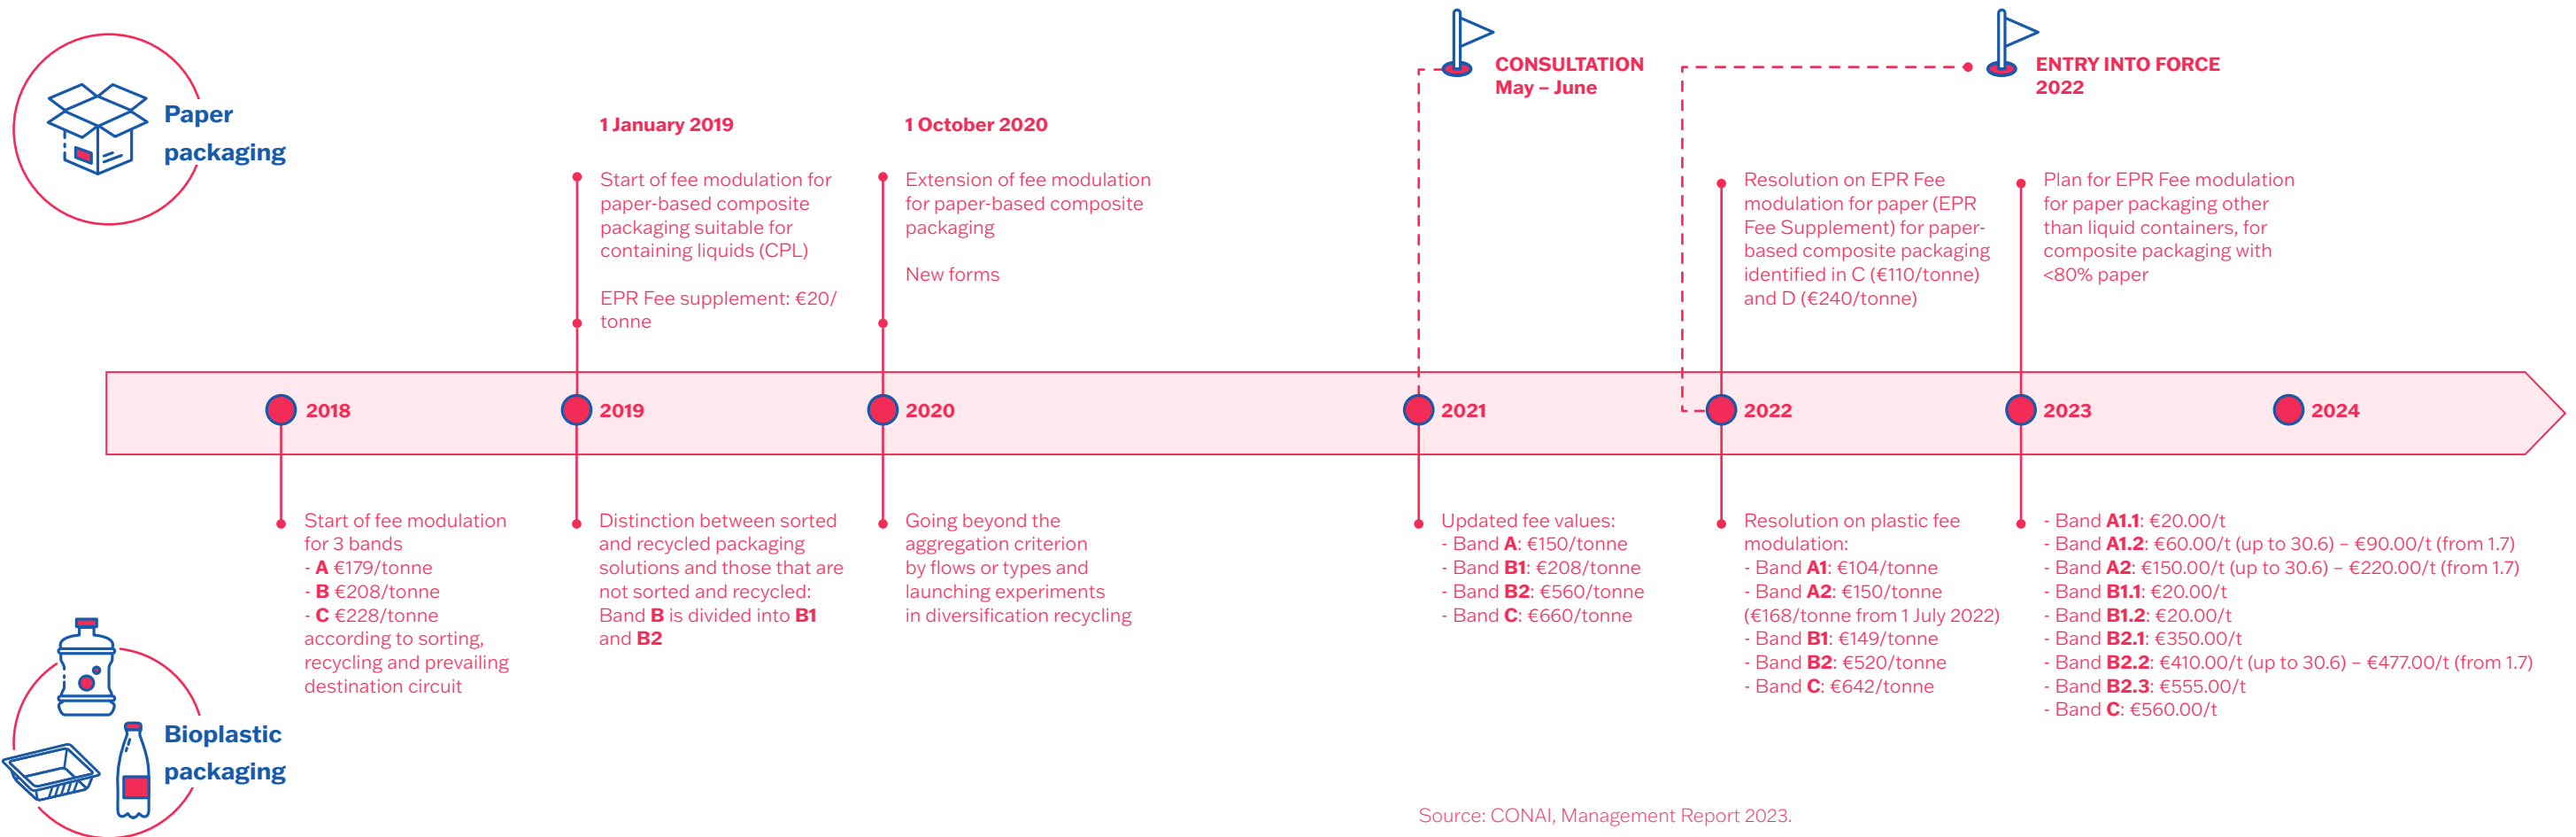 Paper
packaging
1 January 2019
Start of fee modulation for
paper-based composite
packaging suitable for
containing liquids (CPL)
EPR Fee supplement: €20/
tonne
1 October 2020
Extension of fee modulation
for paper-based composite
packaging
New forms
CONSULTATION
May – June
ENTRY INTO FORCE
2022
Resolution on EPR Fee
modulation for paper (EPR
Fee Supplement) for paper-
based composite packaging
identified in C (€110/tonne)
and D (€240/tonne)
Plan for EPR Fee modulation
for paper packaging other
than liquid containers, for
composite packaging with
<80% paper
2018
2019
2020
2021
2022
2023
2024
Bioplastic
packaging
Start of fee modulation
for 3 bands
- A €179/tonne
- B €208/tonne
- C €228/tonne
according to sorting,
recycling and prevailing
destination circuit
Distinction between sorted
and recycled packaging
solutions and those that are
not sorted and recycled:
Band B is divided into B1
and B2
Going beyond the
aggregation criterion
by flows or types and
launching experiments
in diversification recycling
Updated fee values:
- Band A: €150/tonne
- Band B1: €208/tonne
- Band B2: €560/tonne
- Band C: €660/tonne
Resolution on plastic fee
modulation:
- Band A1: €104/tonne
- Band A2: €150/tonne
(€168/tonne from 1 July 2022)
- Band B1: €149/tonne
- Band B2: €520/tonne
- Band C: €642/tonne
- Band A1.1: €20.00/t
- Band A1.2: €60.00/t (up to 30.6) – €90.00/t (from 1.7)
- Band A2: €150.00/t (up to 30.6) – €220.00/t (from 1.7)
- Band B1.1: €20.00/t
- Band B1.2: €20.00/t
- Band B2.1: €350.00/t
- Band B2.2: €410.00/t (up to 30.6) – €477.00/t (from 1.7)
- Band B2.3: €555.00/t
- Band C: €560.00/t
Source: CONAI, Management Report 2023.